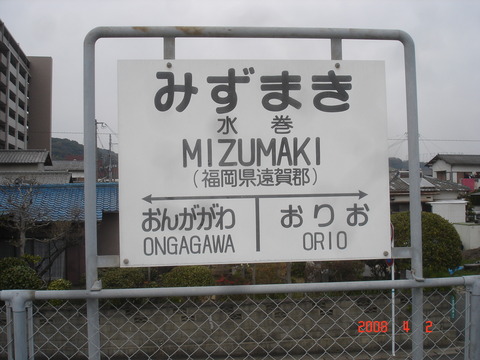 みずまき
水巻
MIZUMAKI
(福岡県遠賀郡)
おんががわ おりお
ONGAGAWA ORIO
2006 4 2